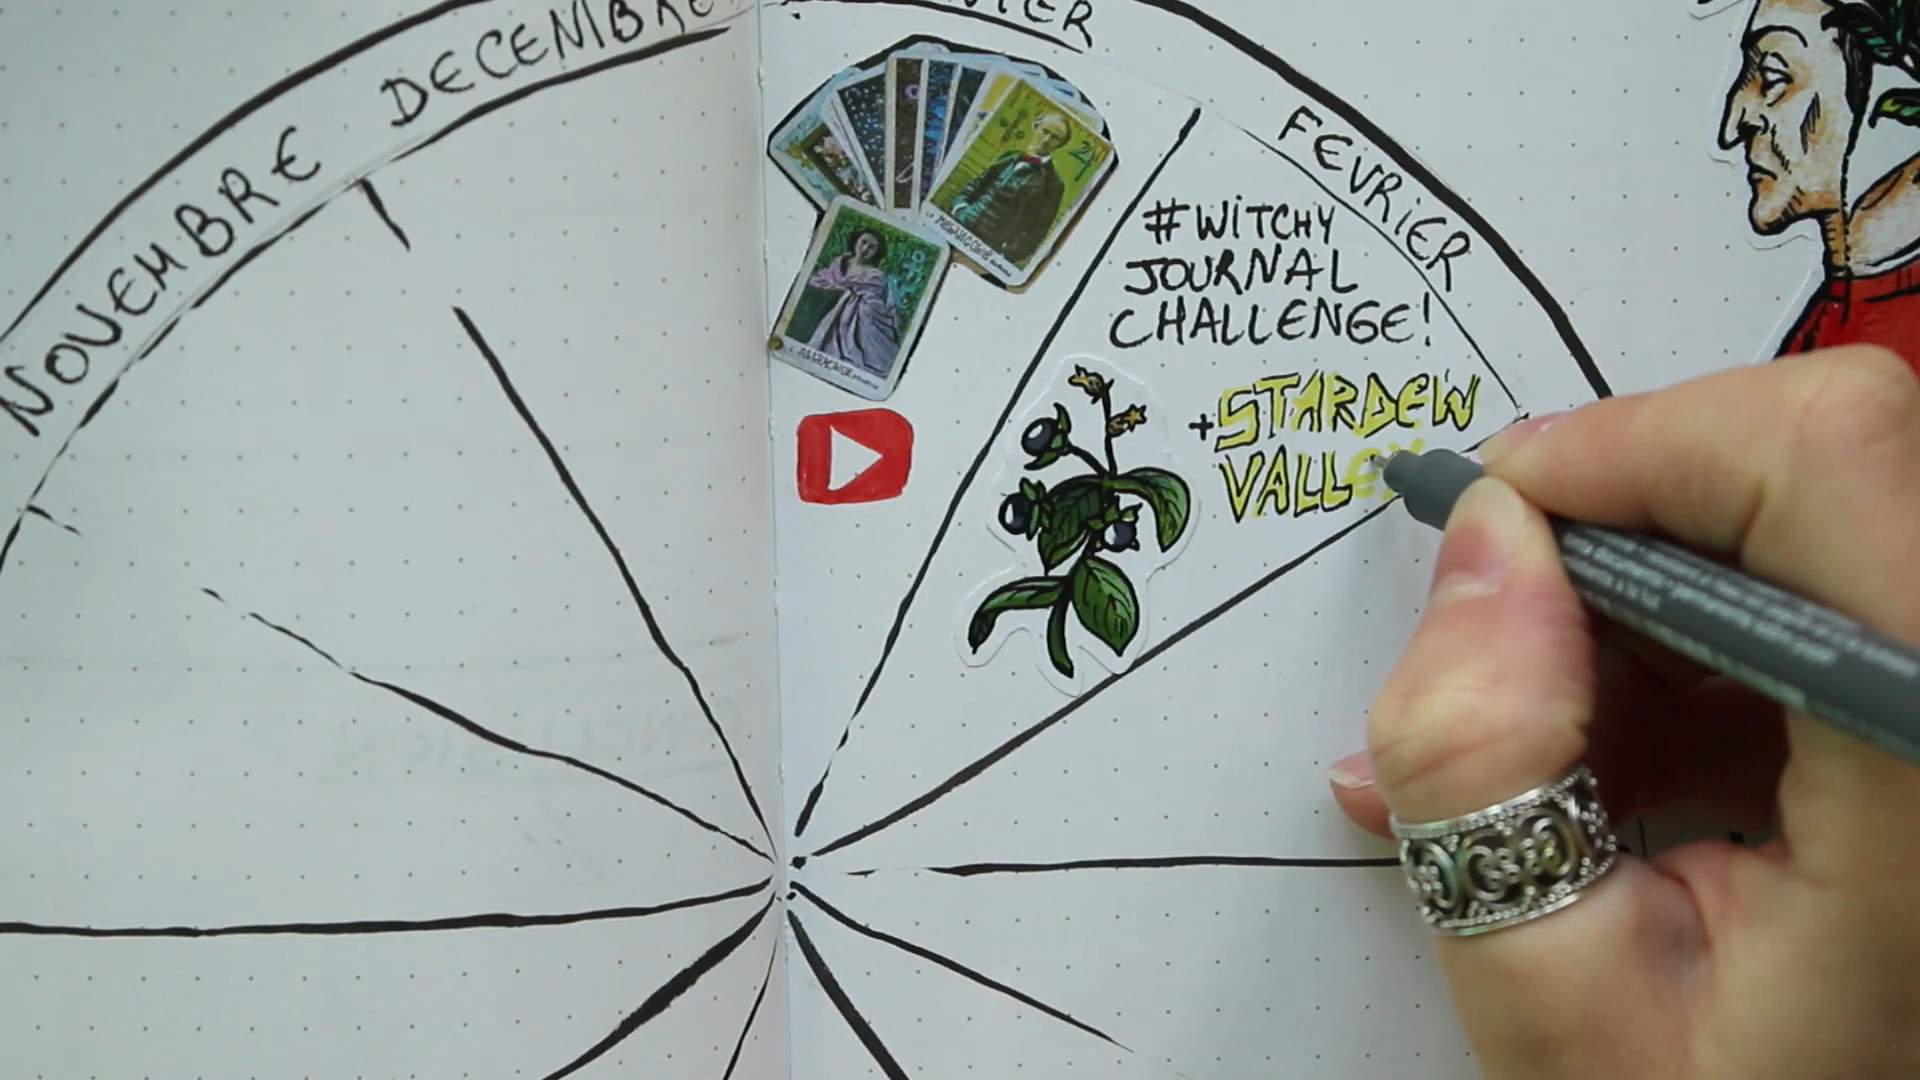 NOVEMBRE
DECEMBRE
FEVRIER
#WITCHY
JOURNAL
CHALLENGE!
+STARDEW
VALLEY